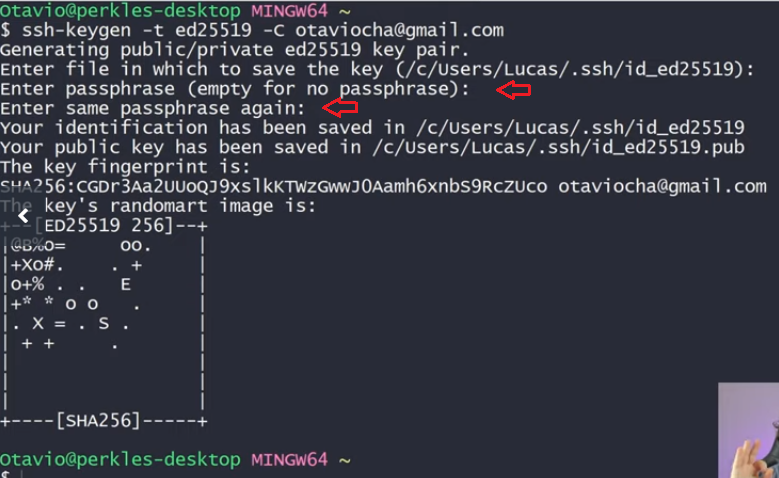 Otavio@perkles-desktop MINGW64 ~
$ ssh-keygen -t ed25519 -C otaviocha@gmail.com
Generating public/private ed25519 key pair.
Enter file in which to save the key (/c/Users/Lucas/.ssh/id_ed25519):
Enter passphrase (empty for no passphrase):
Enter same passphrase again:
Your identification has been saved in /c/Users/Lucas/.ssh/id_ed25519
Your public key has been saved in /c/Users/Lucas/.ssh/id_ed25519.pub
The key fingerprint is:
SHA256:CGDr3Aa2UUoQJ9xslkKTWzGwwJ0Aamh6xnbS9RcZUco otaviocha@gmail.com
The key's randomart image is:
+--[ED25519 256]--+
|@B%o=     oo.    |
|+Xo#.    . +     |
|o+% . .   E      |
|+* * o o   .     |
|. X = . S .      |
| + +     .       |
|                 |
|                 |
|                 |
+----[SHA256]-----+
Otavio@perkles-desktop MINGW64 ~
$